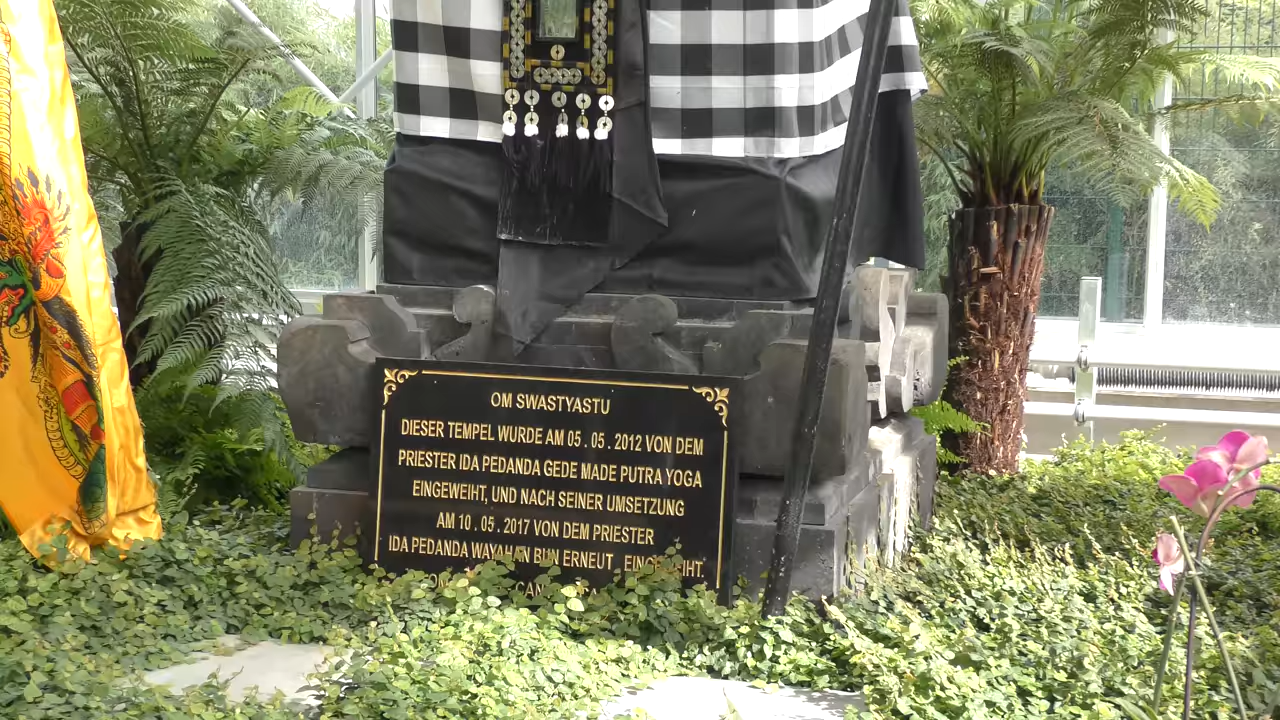 OM SWASTYASTU
DIESER TEMPEL WURDE AM 05 . 05 . 2012 VON DEM
PRIESTER IDA PEDANDA GEDE MADE PUTRA YOGA
EINGEWEIHT, UND NACH SEINER UMSETZUNG
AM 10 . 05 . 2017 VON DEM PRIESTER
IDA PEDANDA WAYAHAN BUN ERNEUT